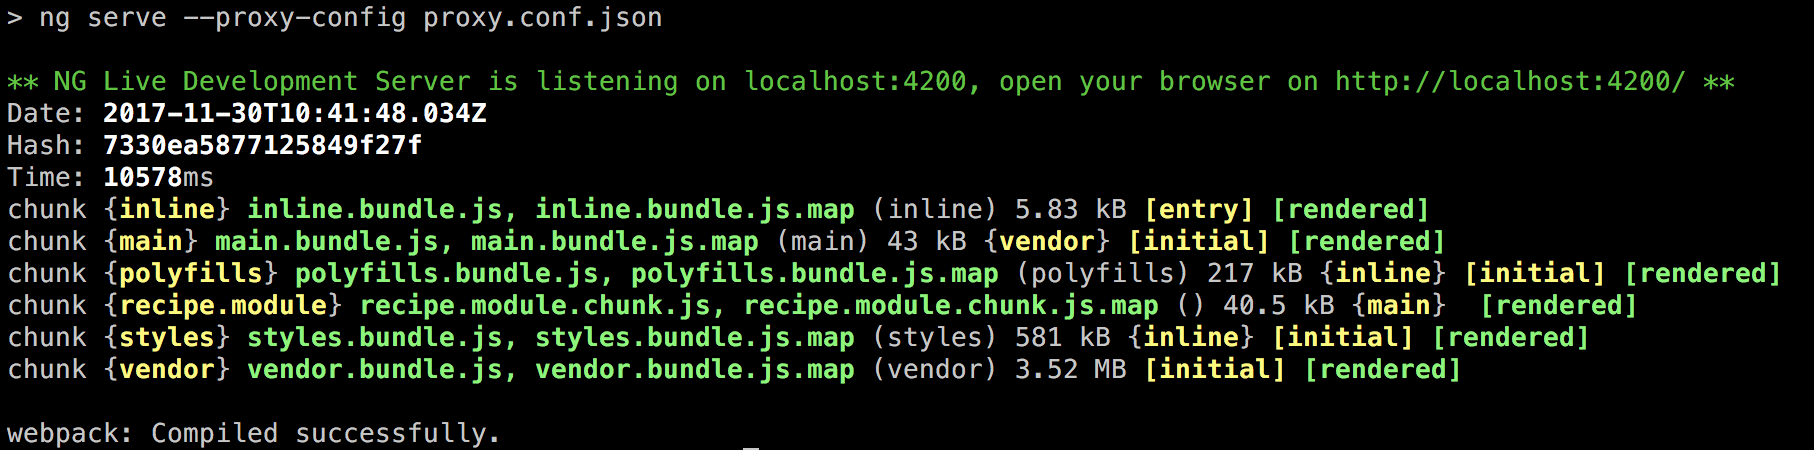 > ng serve --proxy-config proxy.conf.json
** NG Live Development Server is listening on localhost:4200, open your browser on http://localhost:4200/ **
Date: 2017-11-30T10:41:48.034Z
Hash: 7330ea5877125849f27f
Time: 10578ms
chunk {inline} inline.bundle.js, inline.bundle.js.map (inline) 5.83 kB [entry] [rendered]
chunk {main} main.bundle.js, main.bundle.js.map (main) 43 kB {vendor} [initial] [rendered]
chunk {polyfills} polyfills.bundle.js, polyfills.bundle.js.map (polyfills) 217 kB {inline} [initial] [rendered]
chunk {recipe.module} recipe.module.chunk.js, recipe.module.chunk.js.map () 40.5 kB {main}  [rendered]
chunk {styles} styles.bundle.js, styles.bundle.js.map (styles) 581 kB {inline} [initial] [rendered]
chunk {vendor} vendor.bundle.js, vendor.bundle.js.map (vendor) 3.52 MB [initial] [rendered]
webpack: Compiled successfully.